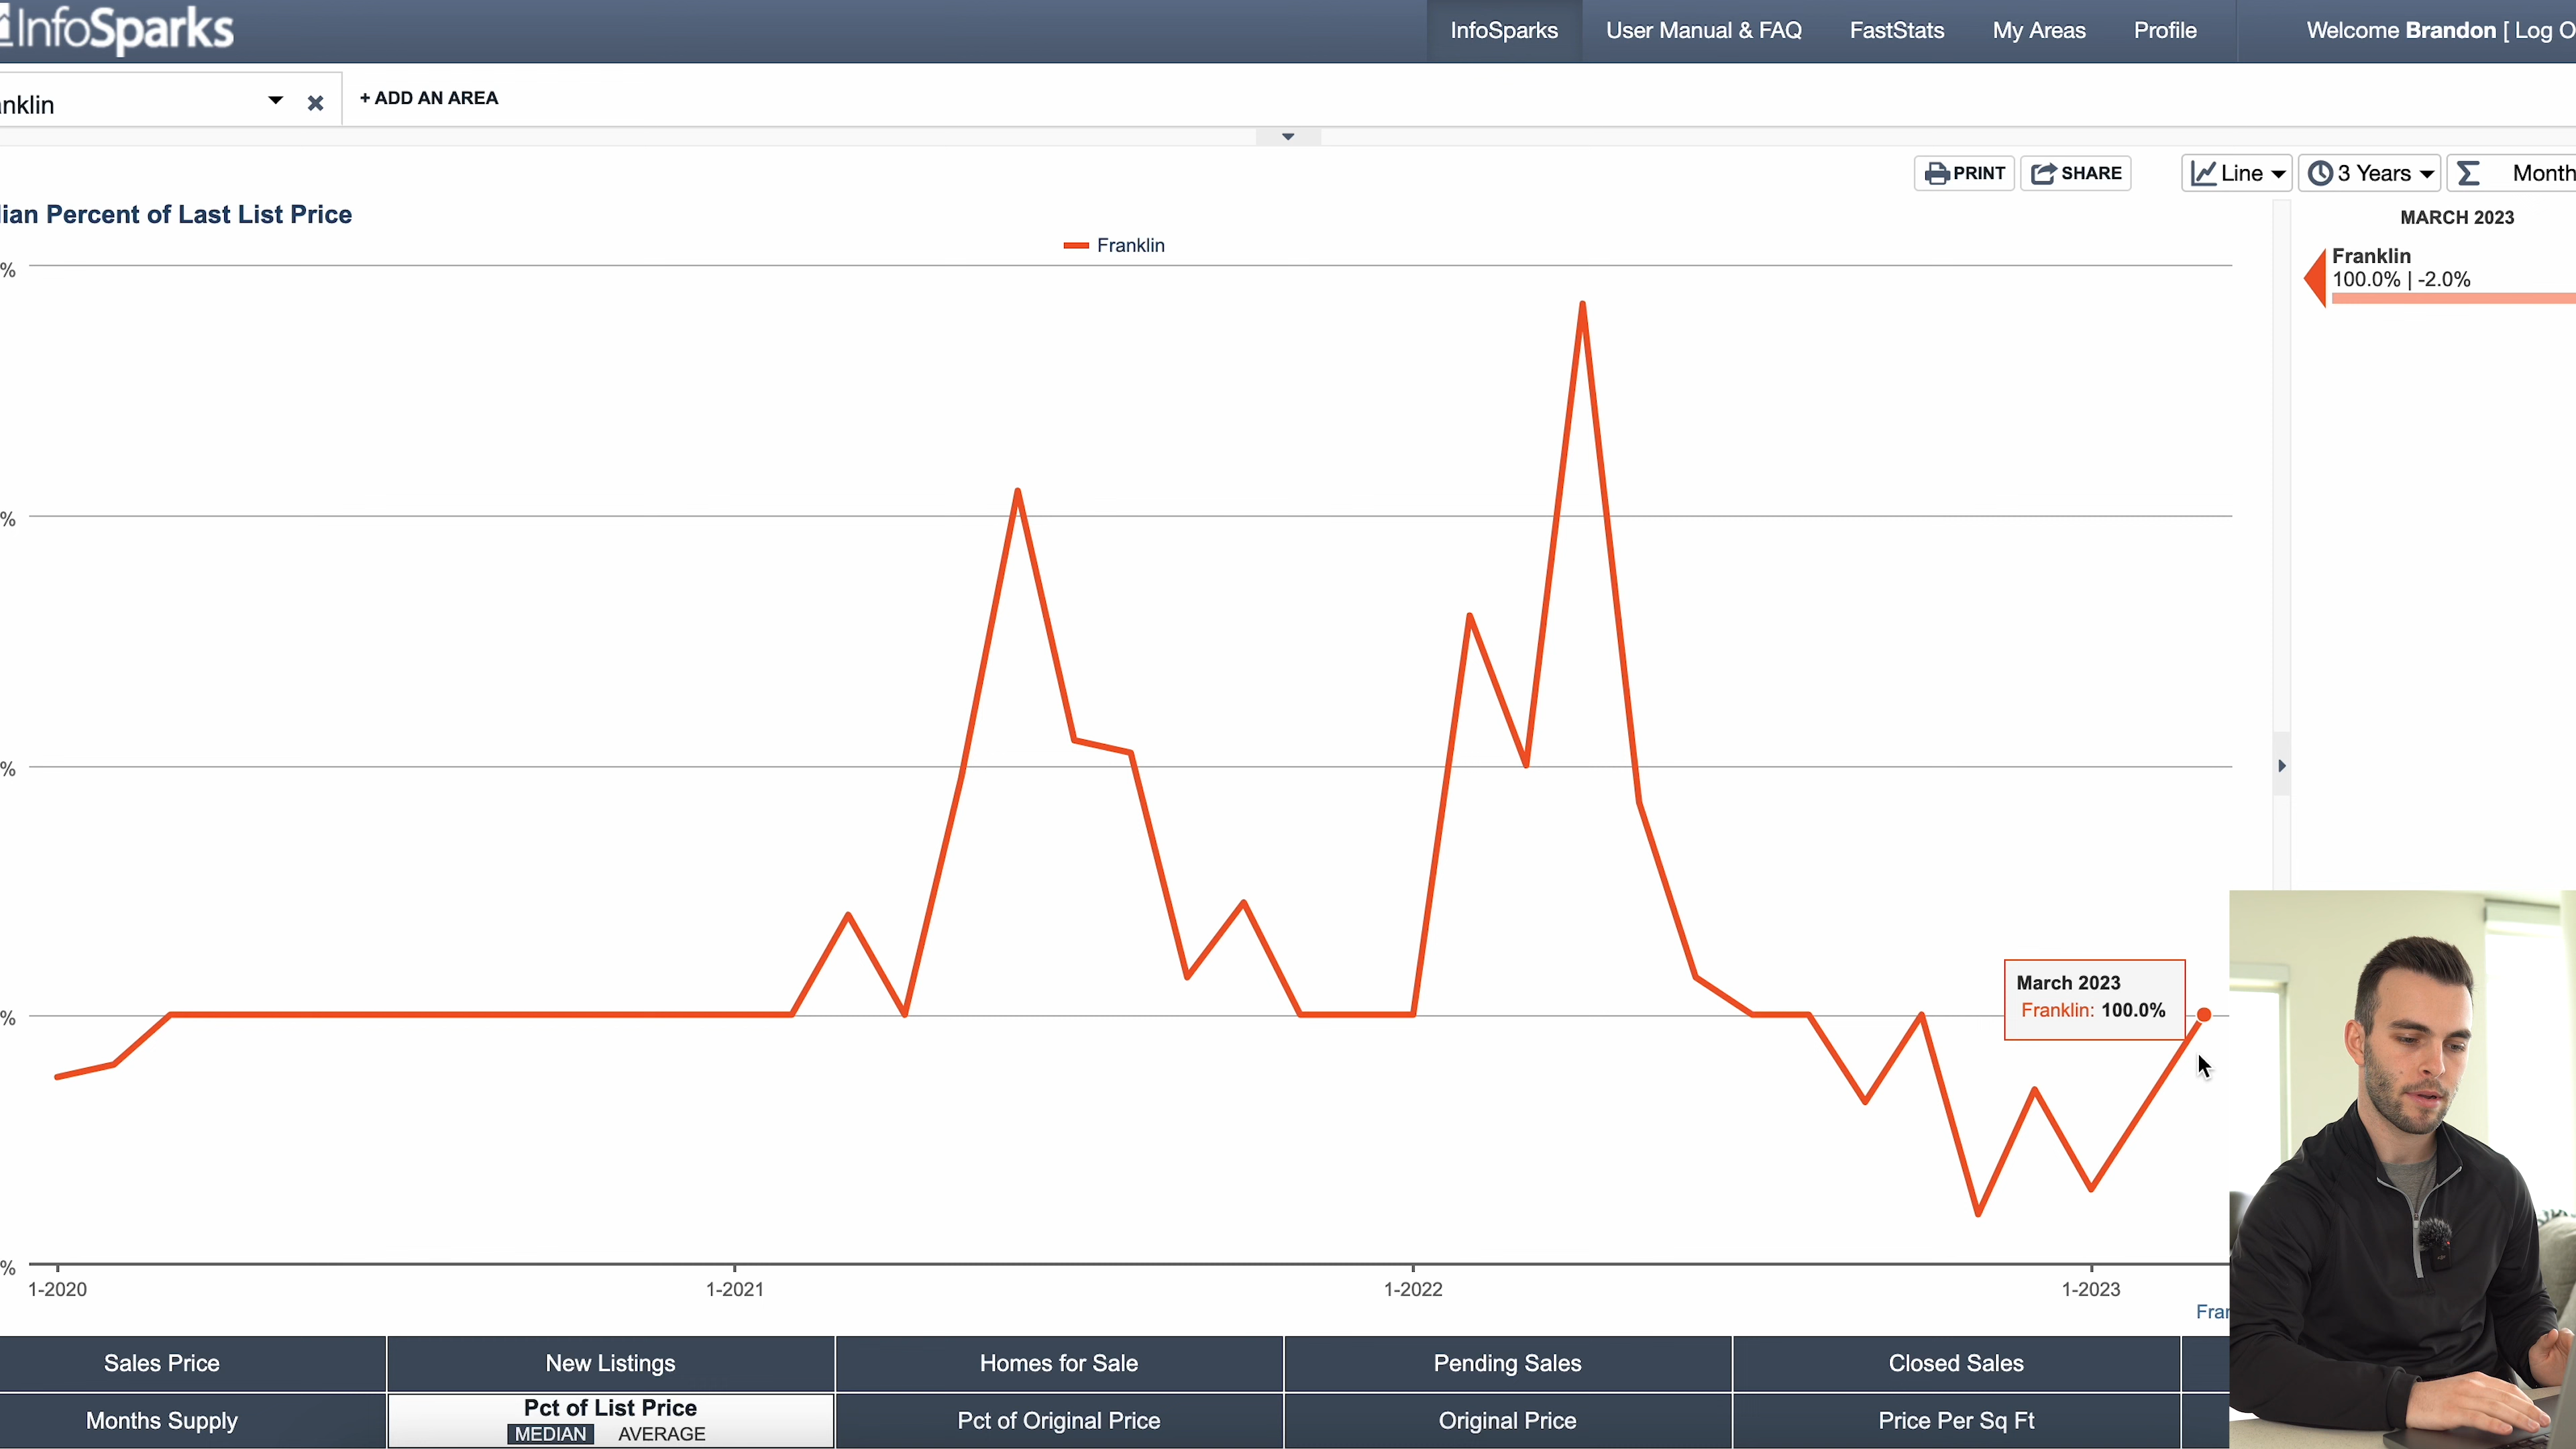 InfoSparks
InfoSparks
User Manual & FAQ
FastStats
My Areas
Profile
Welcome Brandon [ Log O
nklin
+ ADD AN AREA
PRINT
SHARE
Line
3 Years
Month
ian Percent of Last List Price
MARCH 2023
Franklin
Franklin
100.0% | -2.0%
%
%
%
%
%
March 2023
Franklin: 100.0%
1-2020
1-2021
1-2022
1-2023
Fran
Sales Price
New Listings
Homes for Sale
Pending Sales
Closed Sales
Months Supply
Pct of List Price
MEDIAN AVERAGE
Pct of Original Price
Original Price
Price Per Sq Ft